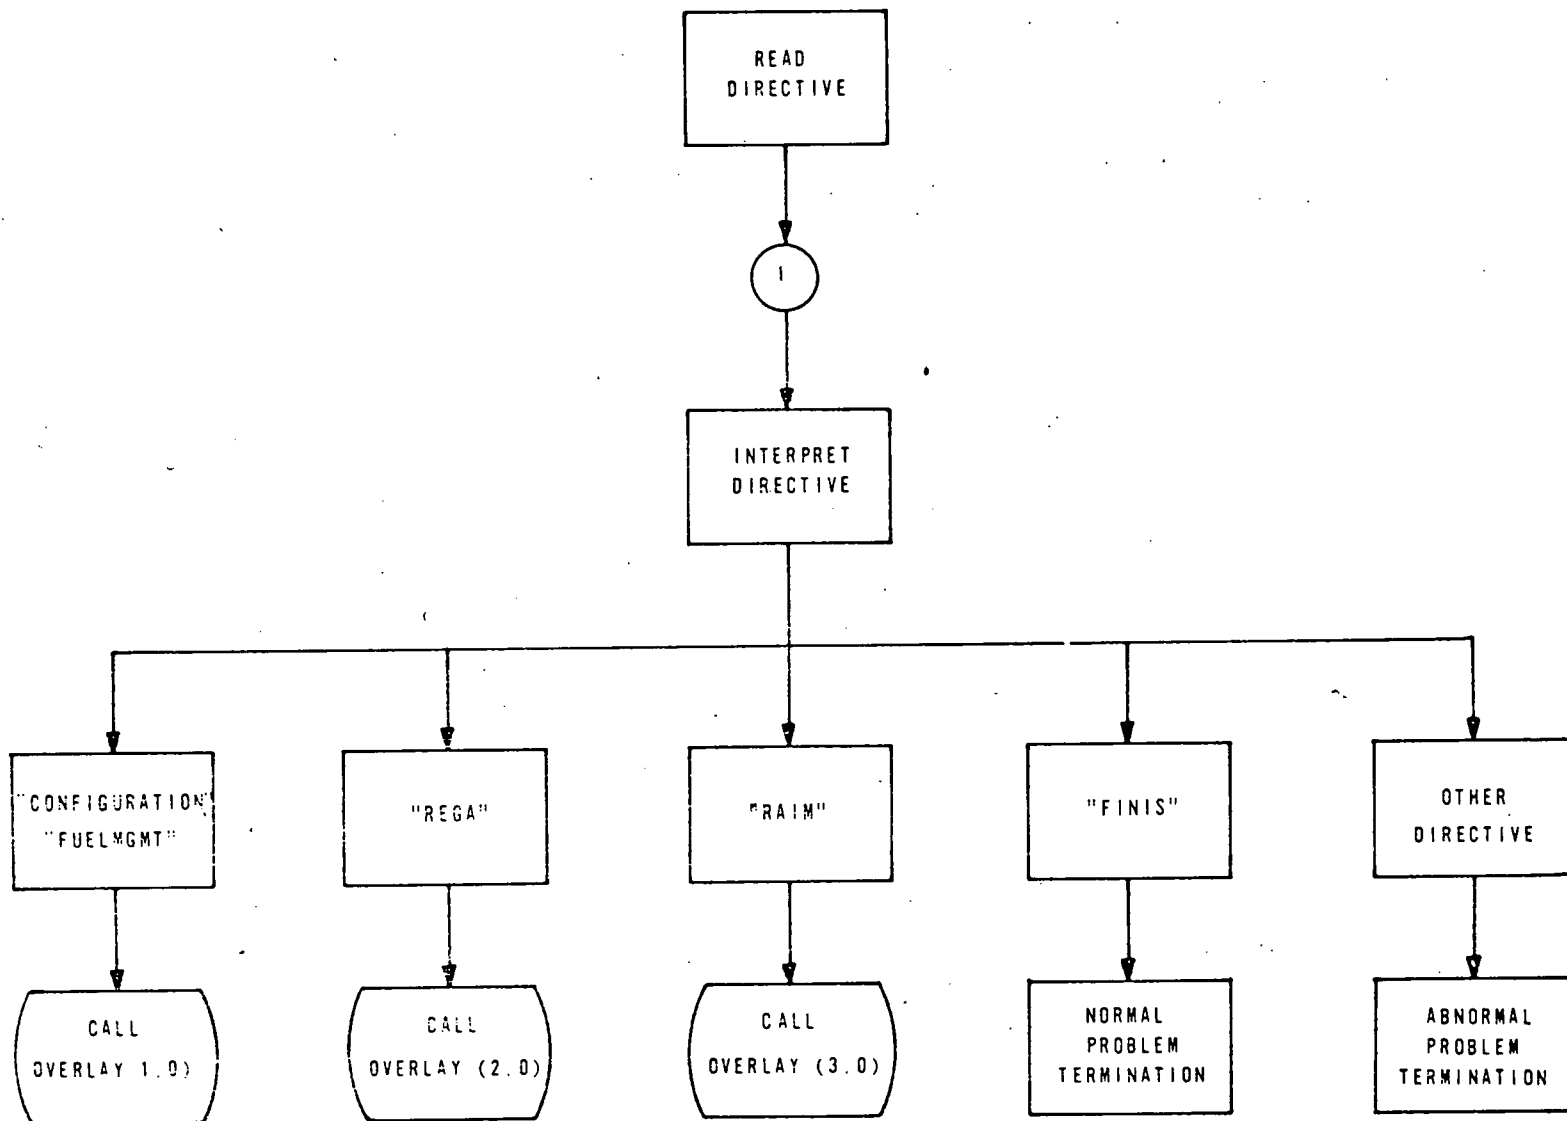 READ
DIRECTIVE
1
INTERPRET
DIRECTIVE
"CONFIGURATION"
"FUELMGMT"
"REGA"
"RAIM"
"FINIS"
OTHER
DIRECTIVE
CALL
OVERLAY 1.0)
CALL
OVERLAY (2.0)
CALL
OVERLAY (3.0)
NORMAL
PROBLEM
TERMINATION
ABNORMAL
PROBLEM
TERMINATION